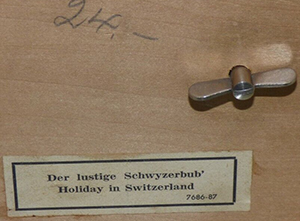 24.-
Der lustige Schwyzerbub'
Holiday in Switzerland
7686-87